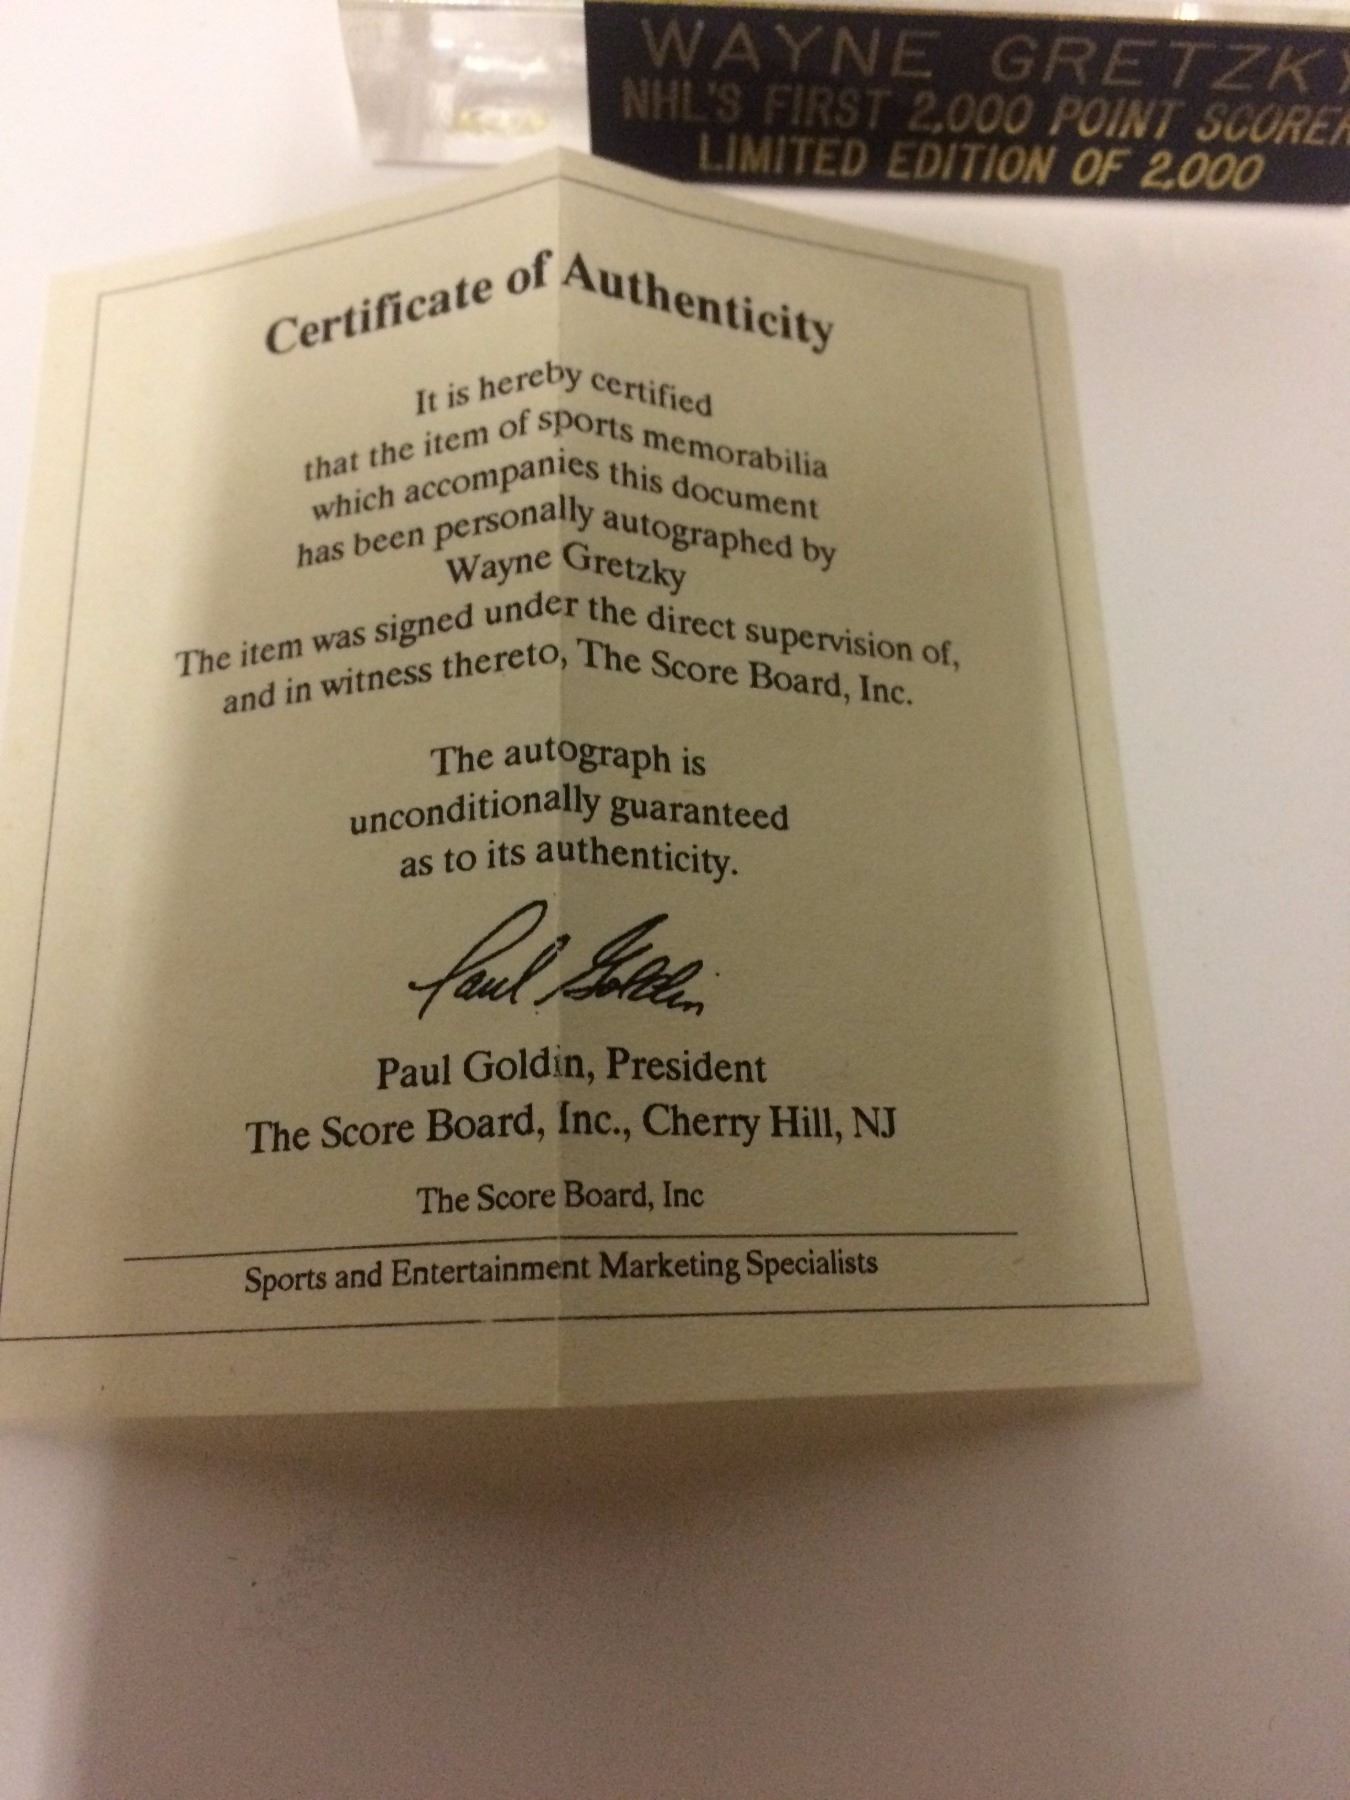 WAYNE GRETZKY
NHL'S FIRST 2,000 POINT SCORER
LIMITED EDITION OF 2,000
Certificate of Authenticity
It is hereby certified
that the item of sports memorabilia
which accompanies this document
has been personally autographed by
Wayne Gretzky
The item was signed under the direct supervision of,
and in witness thereto, The Score Board, Inc.
The autograph is
unconditionally guaranteed
as to its authenticity.
Paul Goldin
Paul Goldin, President
The Score Board, Inc., Cherry Hill, NJ
The Score Board, Inc
Sports and Entertainment Marketing Specialists